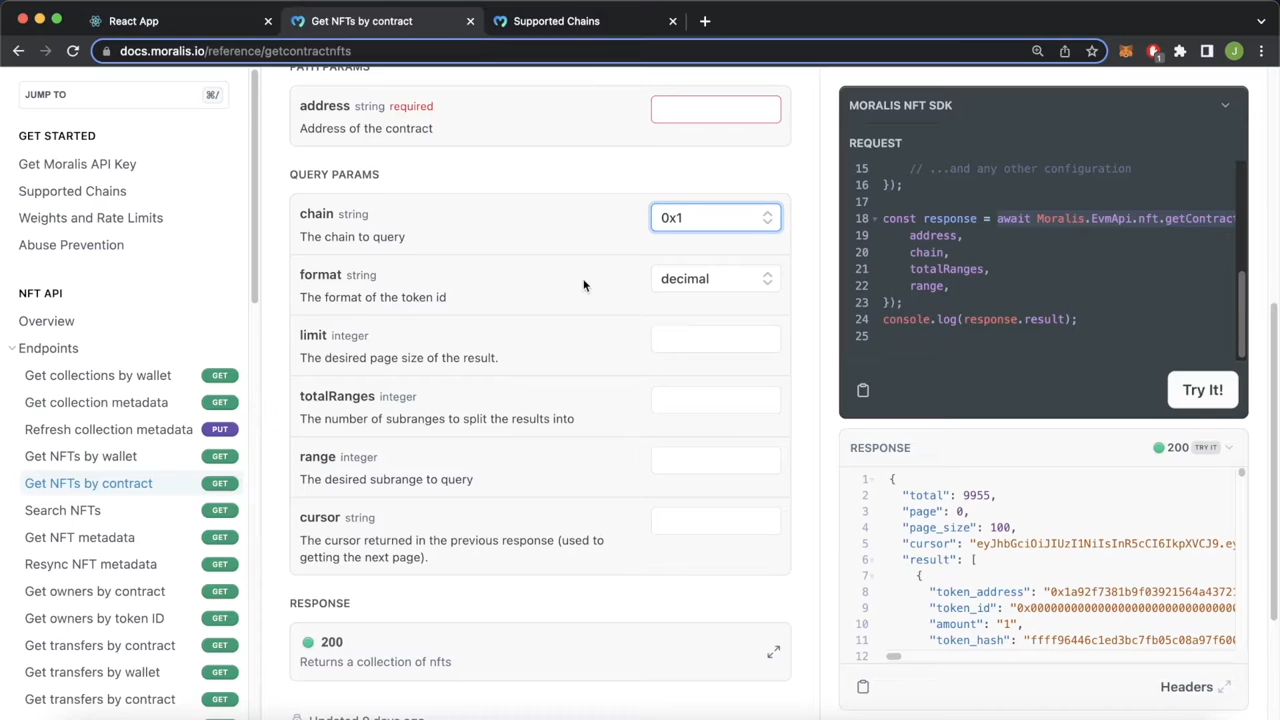 React App
Get NFTs by contract
Supported Chains
docs.moralis.io/reference/getcontractnfts
J
JUMP TO
⌘/
GET STARTED
Get Moralis API Key
Supported Chains
Weights and Rate Limits
Abuse Prevention
NFT API
Overview
Endpoints
Get collections by wallet GET
Get collection metadata GET
Refresh collection metadata PUT
Get NFTs by wallet GET
Get NFTs by contract GET
Search NFTs GET
Get NFT metadata GET
Resync NFT metadata GET
Get owners by contract GET
Get owners by token ID GET
Get transfers by contract GET
Get transfers by wallet GET
Get transfers by contract GET
PATH PARAMS
address string required
Address of the contract
QUERY PARAMS
chain string
0x1
The chain to query
format string
decimal
The format of the token id
limit integer
The desired page size of the result.
totalRanges integer
The number of subranges to split the results into
range integer
The desired subrange to query
cursor string
The cursor returned in the previous response (used to
getting the next page).
RESPONSE
200
Returns a collection of nfts
Updated 9 days ago
MORALIS NFT SDK
REQUEST
15 // ...and any other configuration
16 });
17
18 const response = await Moralis.EvmApi.nft.getContract
19 address,
20 chain,
21 totalRanges,
22 range,
23 });
24 console.log(response.result);
25
Try It!
RESPONSE
200 TRY IT
1 {
2 "total": 9955,
3 "page": 0,
4 "page_size": 100,
5 "cursor": "eyJhbGciOiJIUzI1NiIsInR5cCI6IkpXVCJ9.ey
6 "result": [
7 {
8 "token_address": "0x1a92f7381b9f03921564a43721
9 "token_id": "0x0000000000000000000000000000
10 "amount": "1",
11 "token_hash": "ffff96446c1ed3bc7fb05c08a97f600
12
Headers